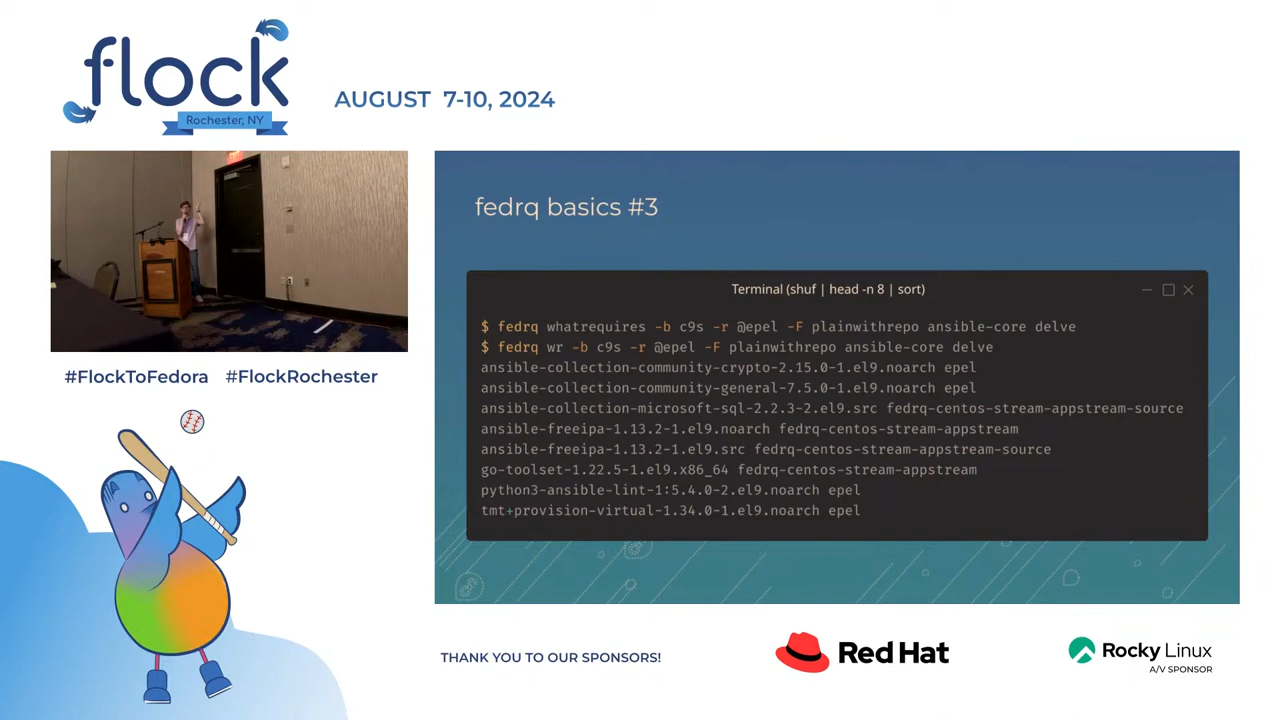 flock
Rochester, NY
AUGUST 7-10, 2024
#FlockToFedora #FlockRochester
fedrq basics #3
Terminal (shuf | head -n 8 | sort)
$ fedrq whatrequires -b c9s -r @epel -F plainwithrepo ansible-core delve
$ fedrq wr -b c9s -r @epel -F plainwithrepo ansible-core delve
ansible-collection-community-crypto-2.15.0-1.el9.noarch epel
ansible-collection-community-general-7.5.0-1.el9.noarch epel
ansible-collection-microsoft-sql-2.2.3-2.el9.src fedrq-centos-stream-appstream-source
ansible-freeipa-1.13.2-1.el9.noarch fedrq-centos-stream-appstream
ansible-freeipa-1.13.2-1.el9.src fedrq-centos-stream-appstream-source
go-toolset-1.22.5-1.el9.x86_64 fedrq-centos-stream-appstream
python3-ansible-lint-1:5.4.0-2.el9.noarch epel
tmt+provision-virtual-1.34.0-1.el9.noarch epel
THANK YOU TO OUR SPONSORS!
Red Hat
Rocky Linux
A/V SPONSOR